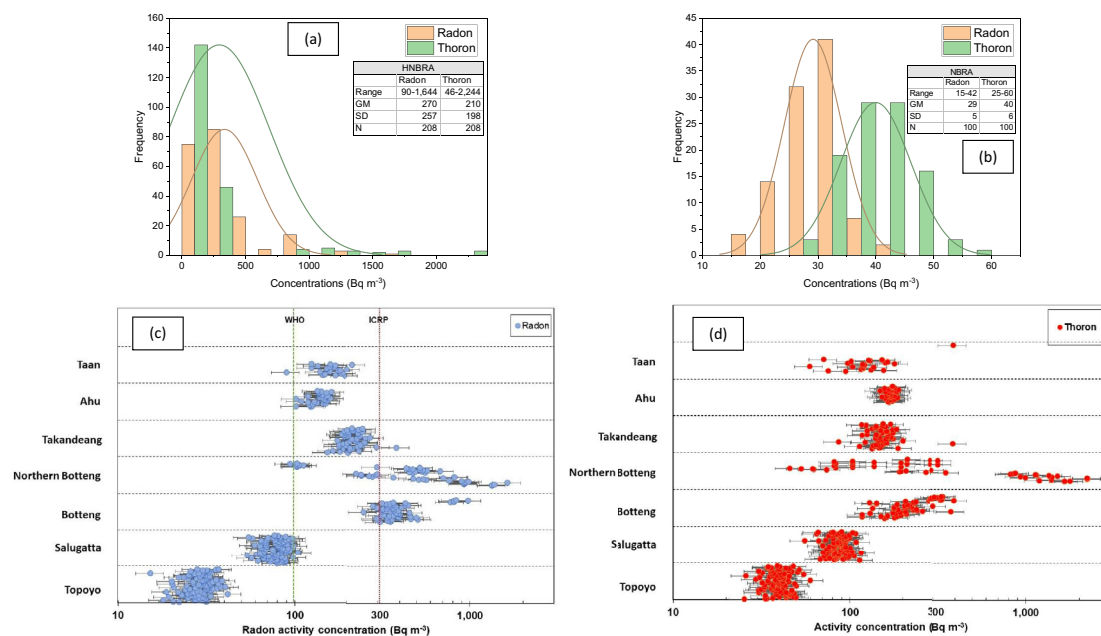 (a)
Radon
Thoron
HNBRA
Radon Thoron
Range 90-1,644 46-2,244
GM 270 210
SD 257 198
N 208 208
160
140
120
100
80
60
40
20
0
Frequency
0 500 1000 1500 2000
Concentrations (Bq m⁻³)
(b)
Radon
Thoron
NBRA
Radon Thoron
Range 15-42 25-60
GM 29 40
SD 5 6
N 100 100
45
40
35
30
25
20
15
10
5
0
Frequency
10 20 30 40 50 60
Concentrations (Bq m⁻³)
(c)
WHO ICRP
Radon
Taan
Ahu
Takandeang
Northern Botteng
Botteng
Salugatta
Topoyo
10 100 300 1,000
Radon activity concentration (Bq m⁻³)
(d)
Thoron
Taan
Ahu
Takandeang
Northern Botteng
Botteng
Salugatta
Topoyo
10 100 300 1,000
Activity concentration (Bq m⁻³)